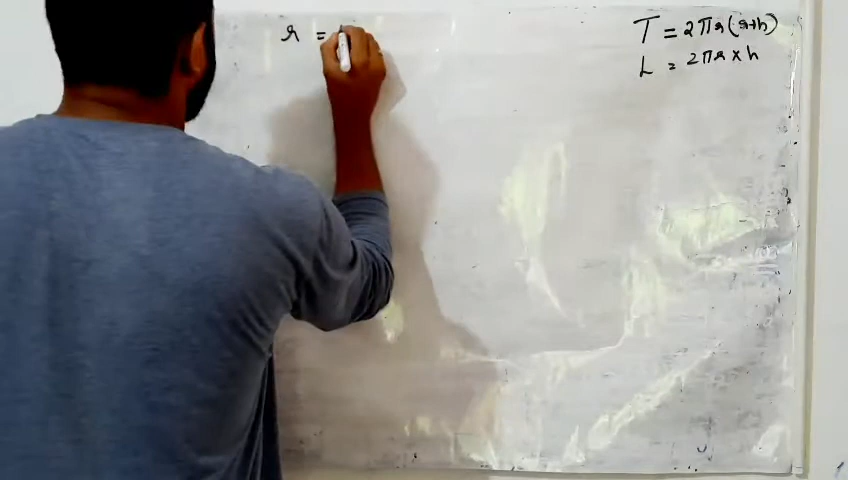 r =
T = 2πr(r+h)
L = 2πr×h